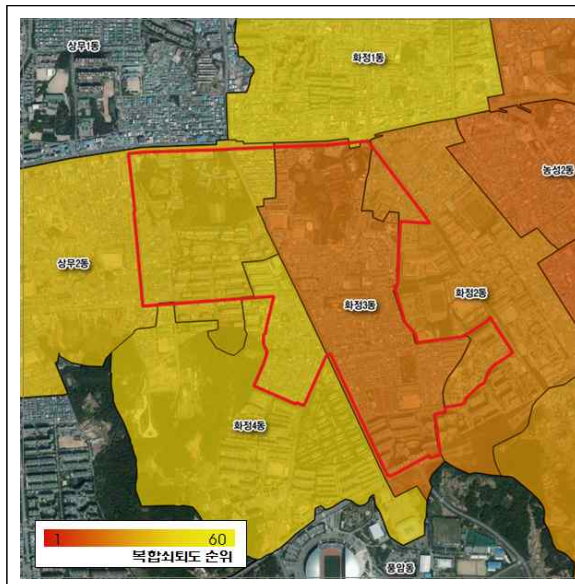 상무1동
화정1동
농성2동
상무2동
화정2동
화정3동
화정4동
1 60
복합쇠퇴도 순위
풍암동